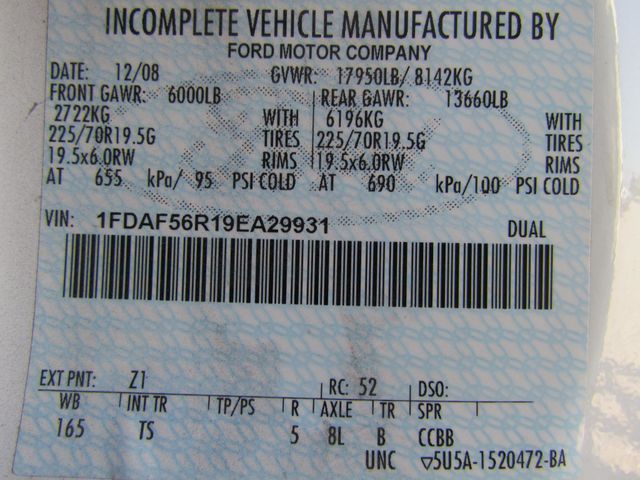 INCOMPLETE VEHICLE MANUFACTURED BY
FORD MOTOR COMPANY
DATE: 12/08 GVWR: 17950LB/ 8142KG
FRONT GAWR: 6000LB REAR GAWR: 13660LB
2722KG WITH 6196KG WITH
225/70R19.5G TIRES 225/70R19.5G TIRES
19.5x6.0RW RIMS 19.5x6.0RW RIMS
AT 655 kPa/ 95 PSI COLD AT 690 kPa/100 PSI COLD
VIN: 1FDAF56R19EA29931 DUAL
EXT PNT: Z1 RC: 52 DSO:
WB INT TR TP/PS R AXLE TR SPR
165 TS 5 8L B CCBB
UNC ▽5U5A-1520472-BA